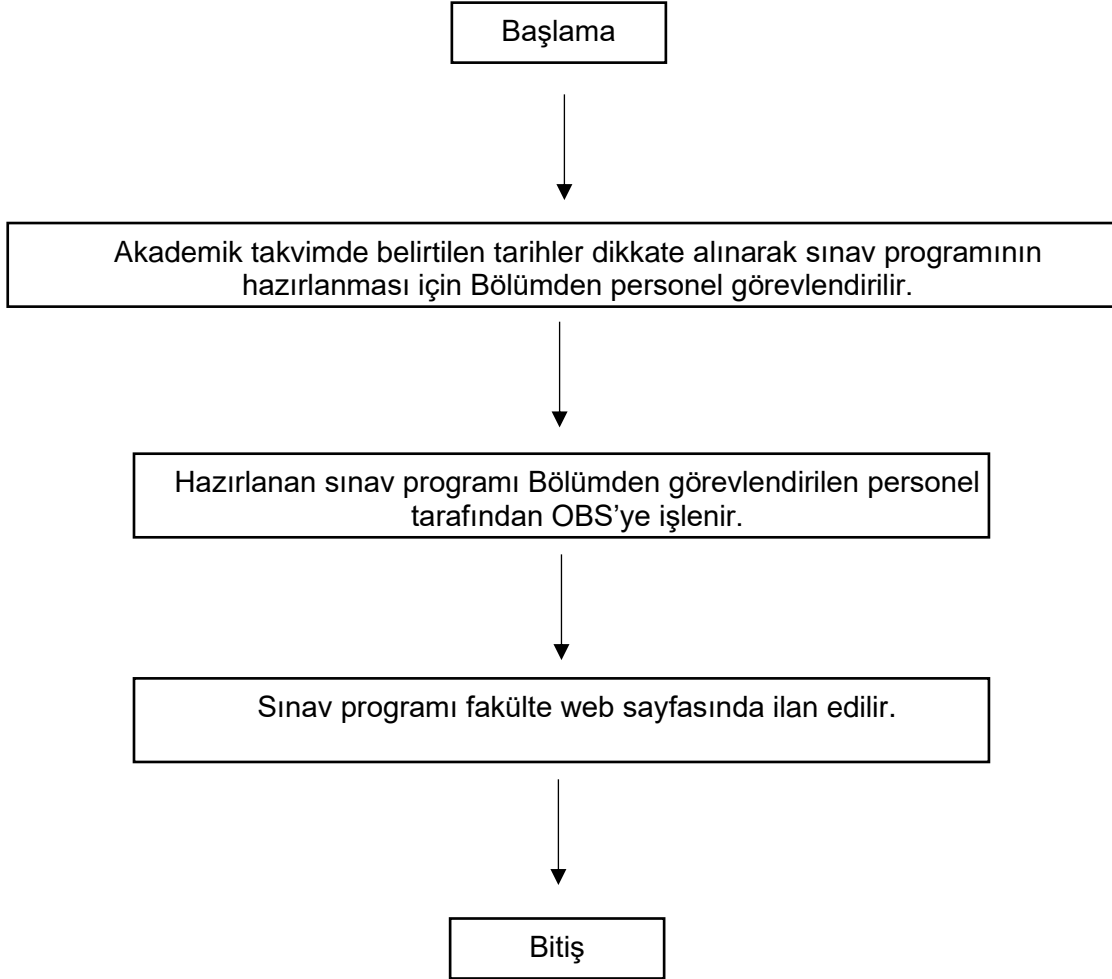 Başlama
Akademik takvimde belirtilen tarihler dikkate alınarak sınav programının
hazırlanması için Bölümden personel görevlendirilir.
Hazırlanan sınav programı Bölümden görevlendirilen personel
tarafından OBS’ye işlenir.
Sınav programı fakülte web sayfasında ilan edilir.
Bitiş